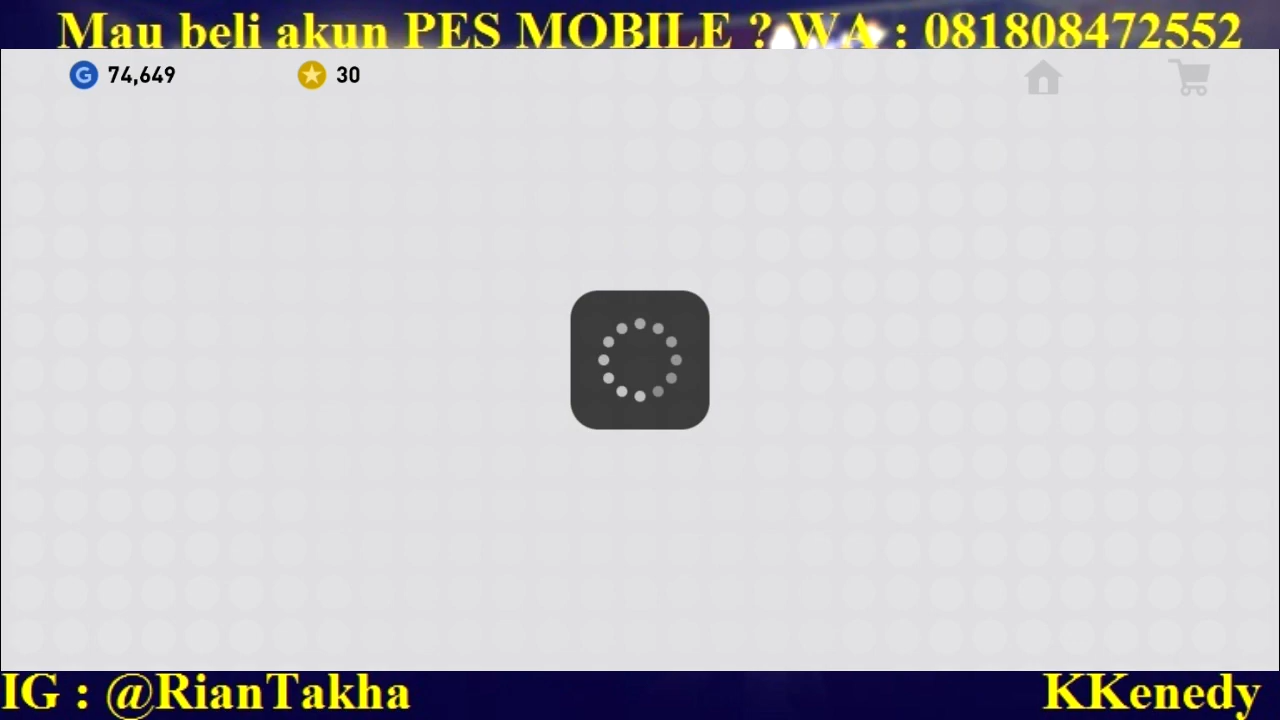 Mau beli akun PES MOBILE ? WA : 081808472552
G 74,649 30
IG : @RianTakha KKenedy